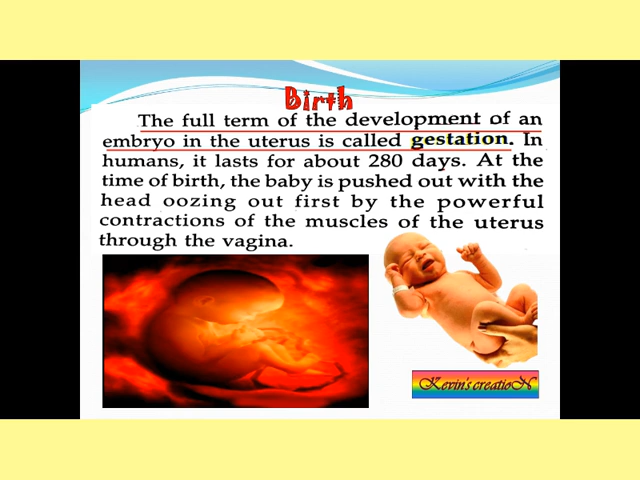 Birth
The full term of the development of an
embryo in the uterus is called gestation. In
humans, it lasts for about 280 days. At the
time of birth, the baby is pushed out with the
head oozing out first by the powerful
contractions of the muscles of the uterus
through the vagina.
Kevin's creatioN